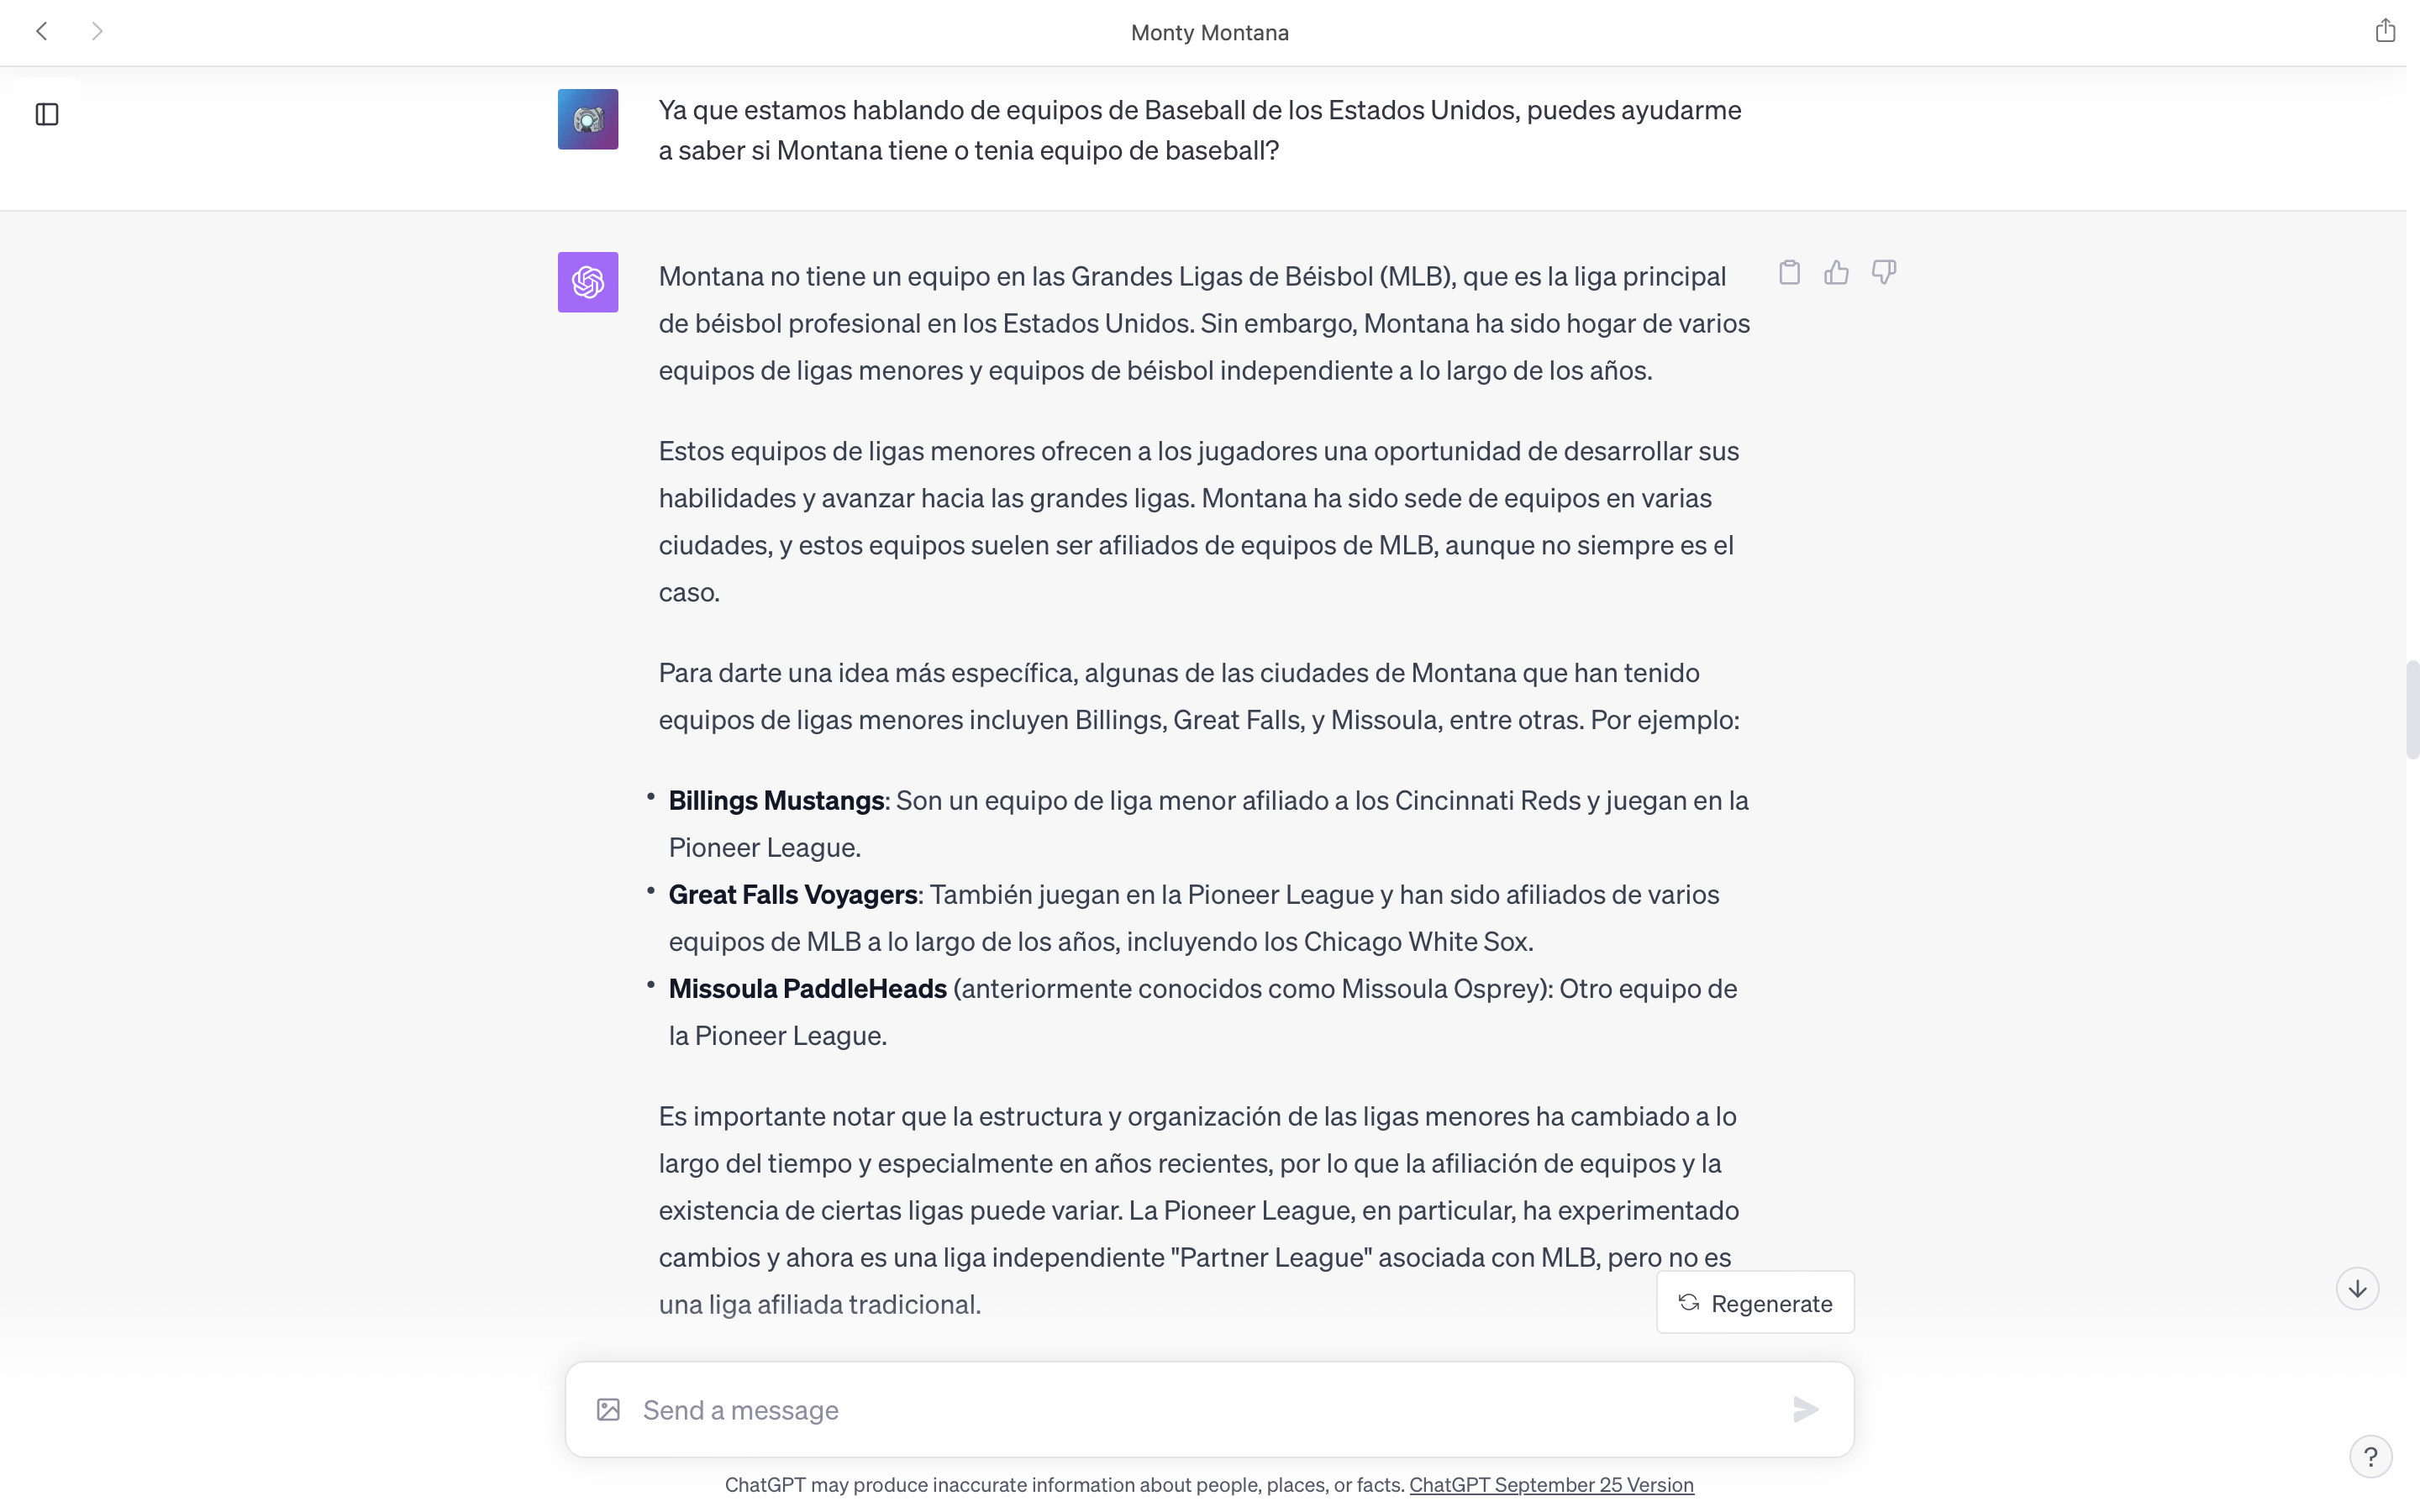 Monty Montana
Ya que estamos hablando de equipos de Baseball de los Estados Unidos, puedes ayudarme
a saber si Montana tiene o tenia equipo de baseball?
Montana no tiene un equipo en las Grandes Ligas de Béisbol (MLB), que es la liga principal
de béisbol profesional en los Estados Unidos. Sin embargo, Montana ha sido hogar de varios
equipos de ligas menores y equipos de béisbol independiente a lo largo de los años.
Estos equipos de ligas menores ofrecen a los jugadores una oportunidad de desarrollar sus
habilidades y avanzar hacia las grandes ligas. Montana ha sido sede de equipos en varias
ciudades, y estos equipos suelen ser afiliados de equipos de MLB, aunque no siempre es el
caso.
Para darte una idea más específica, algunas de las ciudades de Montana que han tenido
equipos de ligas menores incluyen Billings, Great Falls, y Missoula, entre otras. Por ejemplo:
• Billings Mustangs: Son un equipo de liga menor afiliado a los Cincinnati Reds y juegan en la
Pioneer League.
• Great Falls Voyagers: También juegan en la Pioneer League y han sido afiliados de varios
equipos de MLB a lo largo de los años, incluyendo los Chicago White Sox.
• Missoula PaddleHeads (anteriormente conocidos como Missoula Osprey): Otro equipo de
la Pioneer League.
Es importante notar que la estructura y organización de las ligas menores ha cambiado a lo
largo del tiempo y especialmente en años recientes, por lo que la afiliación de equipos y la
existencia de ciertas ligas puede variar. La Pioneer League, en particular, ha experimentado
cambios y ahora es una liga independiente "Partner League" asociada con MLB, pero no es
una liga afiliada tradicional.
Regenerate
Send a message
?
ChatGPT may produce inaccurate information about people, places, or facts. ChatGPT September 25 Version